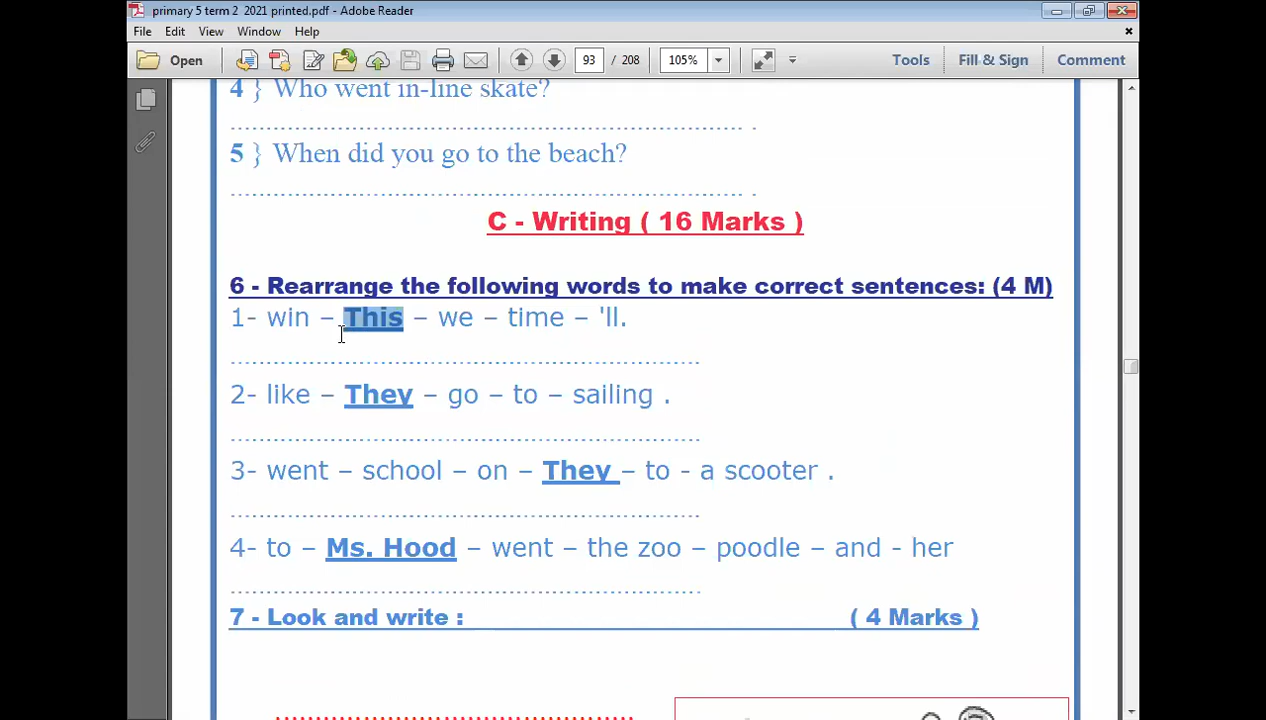 primary 5 term 2 2021 printed.pdf - Adobe Reader
File Edit View Window Help
Open 93 / 208 105% Tools Fill & Sign Comment
4 } Who went in-line skate?
................................................................. .
5 } When did you go to the beach?
................................................................. .
C - Writing ( 16 Marks )
6 - Rearrange the following words to make correct sentences: (4 M)
1- win – This – we – time – 'll.
.................................................................
2- like – They – go – to – sailing .
.................................................................
3- went – school – on – They – to - a scooter .
.................................................................
4- to – Ms. Hood – went – the zoo – poodle – and - her
.................................................................
7 - Look and write : ( 4 Marks )
.......................................